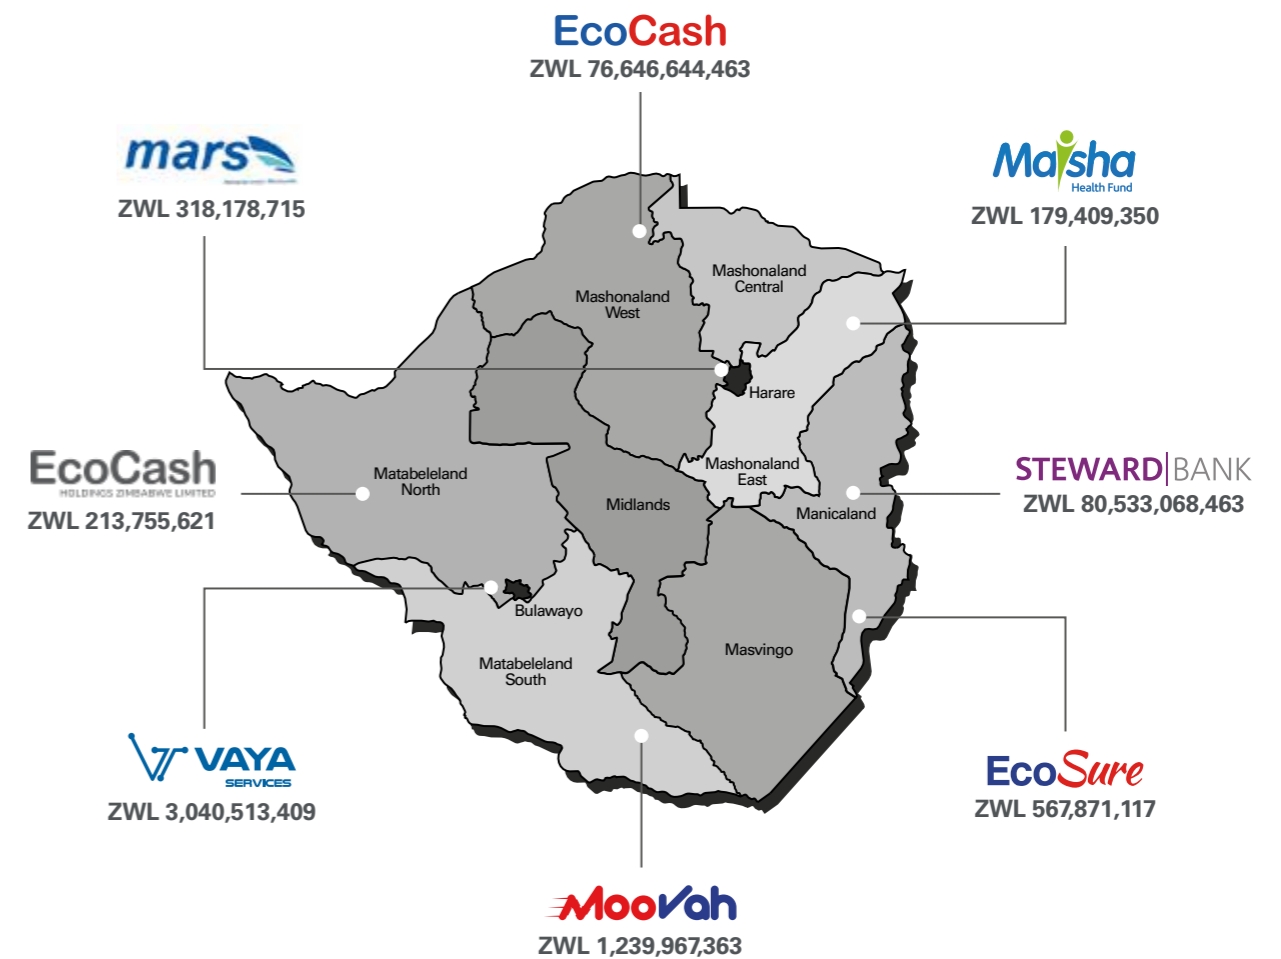 EcoCash
ZWL 76,646,644,463
mars
ZWL 318,178,715
Maisha
Health Fund
ZWL 179,409,350
Mashonaland
Central
Mashonaland
West
Harare
Mashonaland
East
Matabeleland
North
Midlands
Manicaland
EcoCash
HOLDINGS ZIMBABWE LIMITED
ZWL 213,755,621
STEWARD|BANK
ZWL 80,533,068,463
Bulawayo
Matabeleland
South
Masvingo
VAYA
SERVICES
ZWL 3,040,513,409
EcoSure
ZWL 567,871,117
Moovah
ZWL 1,239,967,363